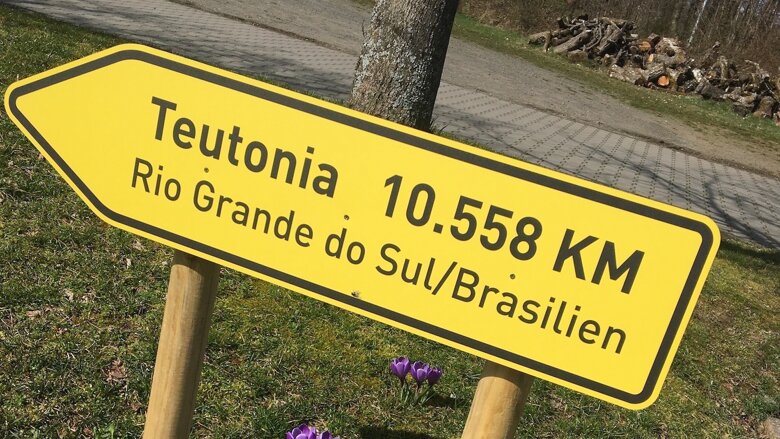 Teutonia 10.558 KM
Rio Grande do Sul/Brasilien